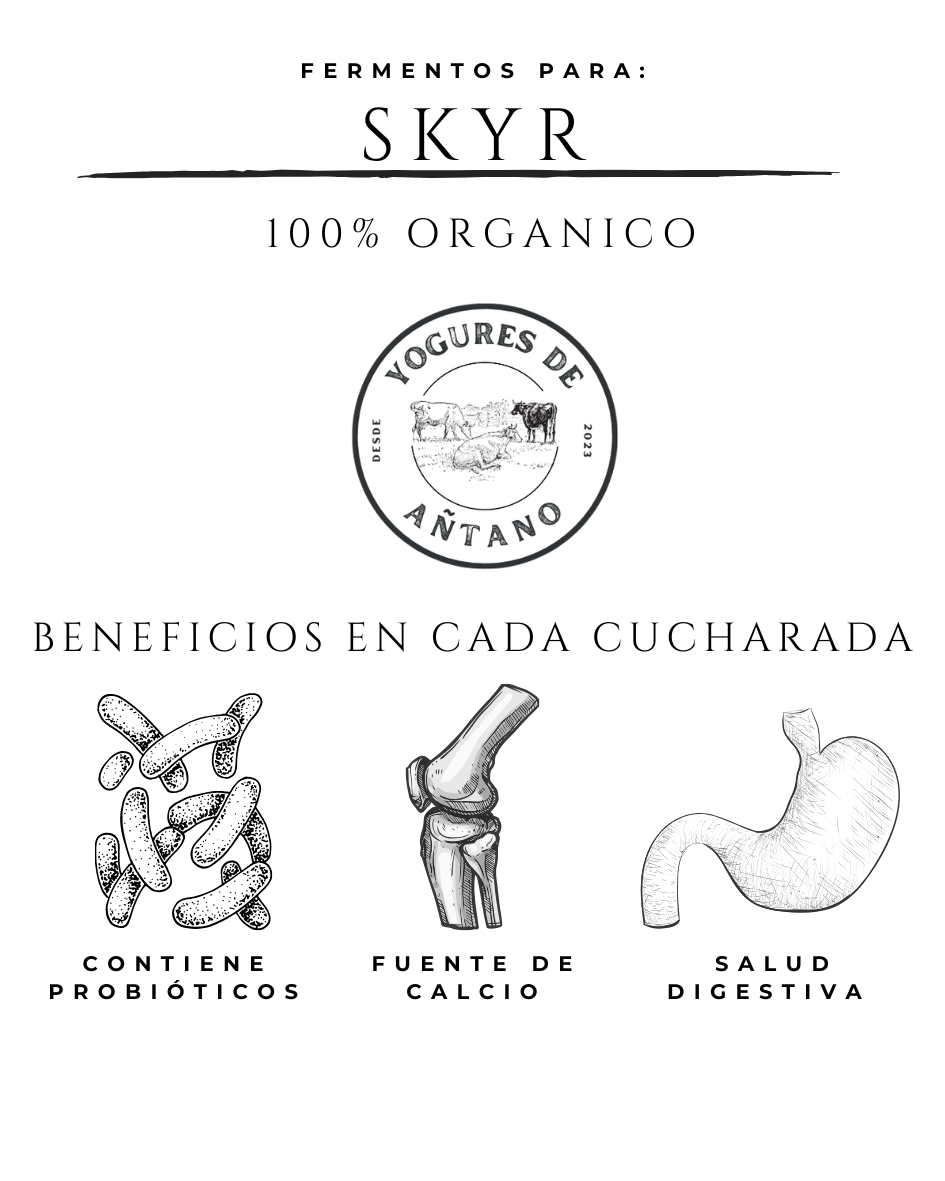 FERMENTOS PARA:
SKYR
100% ORGANICO
YOGURES DE
DESDE
2023
AÑTANO
BENEFICIOS EN CADA CUCHARADA
CONTIENE
PROBIÓTICOS
FUENTE DE
CALCIO
SALUD
DIGESTIVA